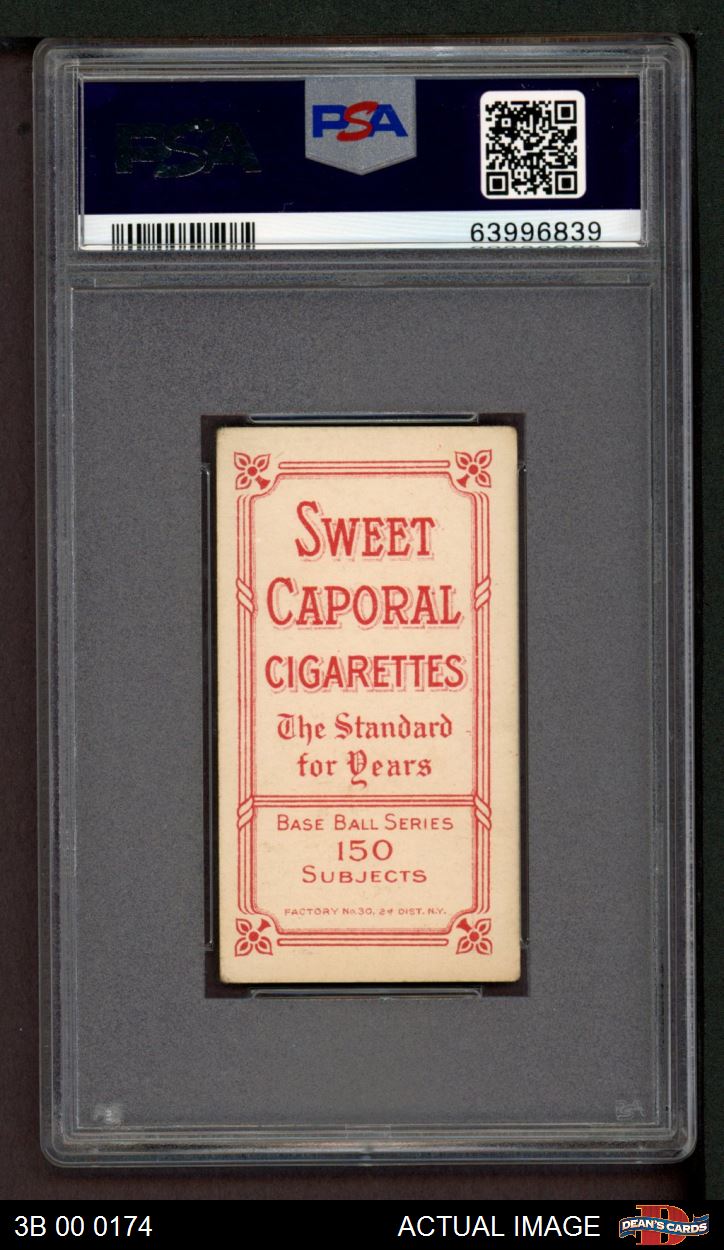 PSA
PSA
63996839
SWEET
CAPORAL
CIGARETTES
The Standard
for Years
BASE BALL SERIES
150
SUBJECTS
FACTORY No. 30, 2d DIST. N.Y.
3B 00 0174
ACTUAL IMAGE
DEAN'S CARDS